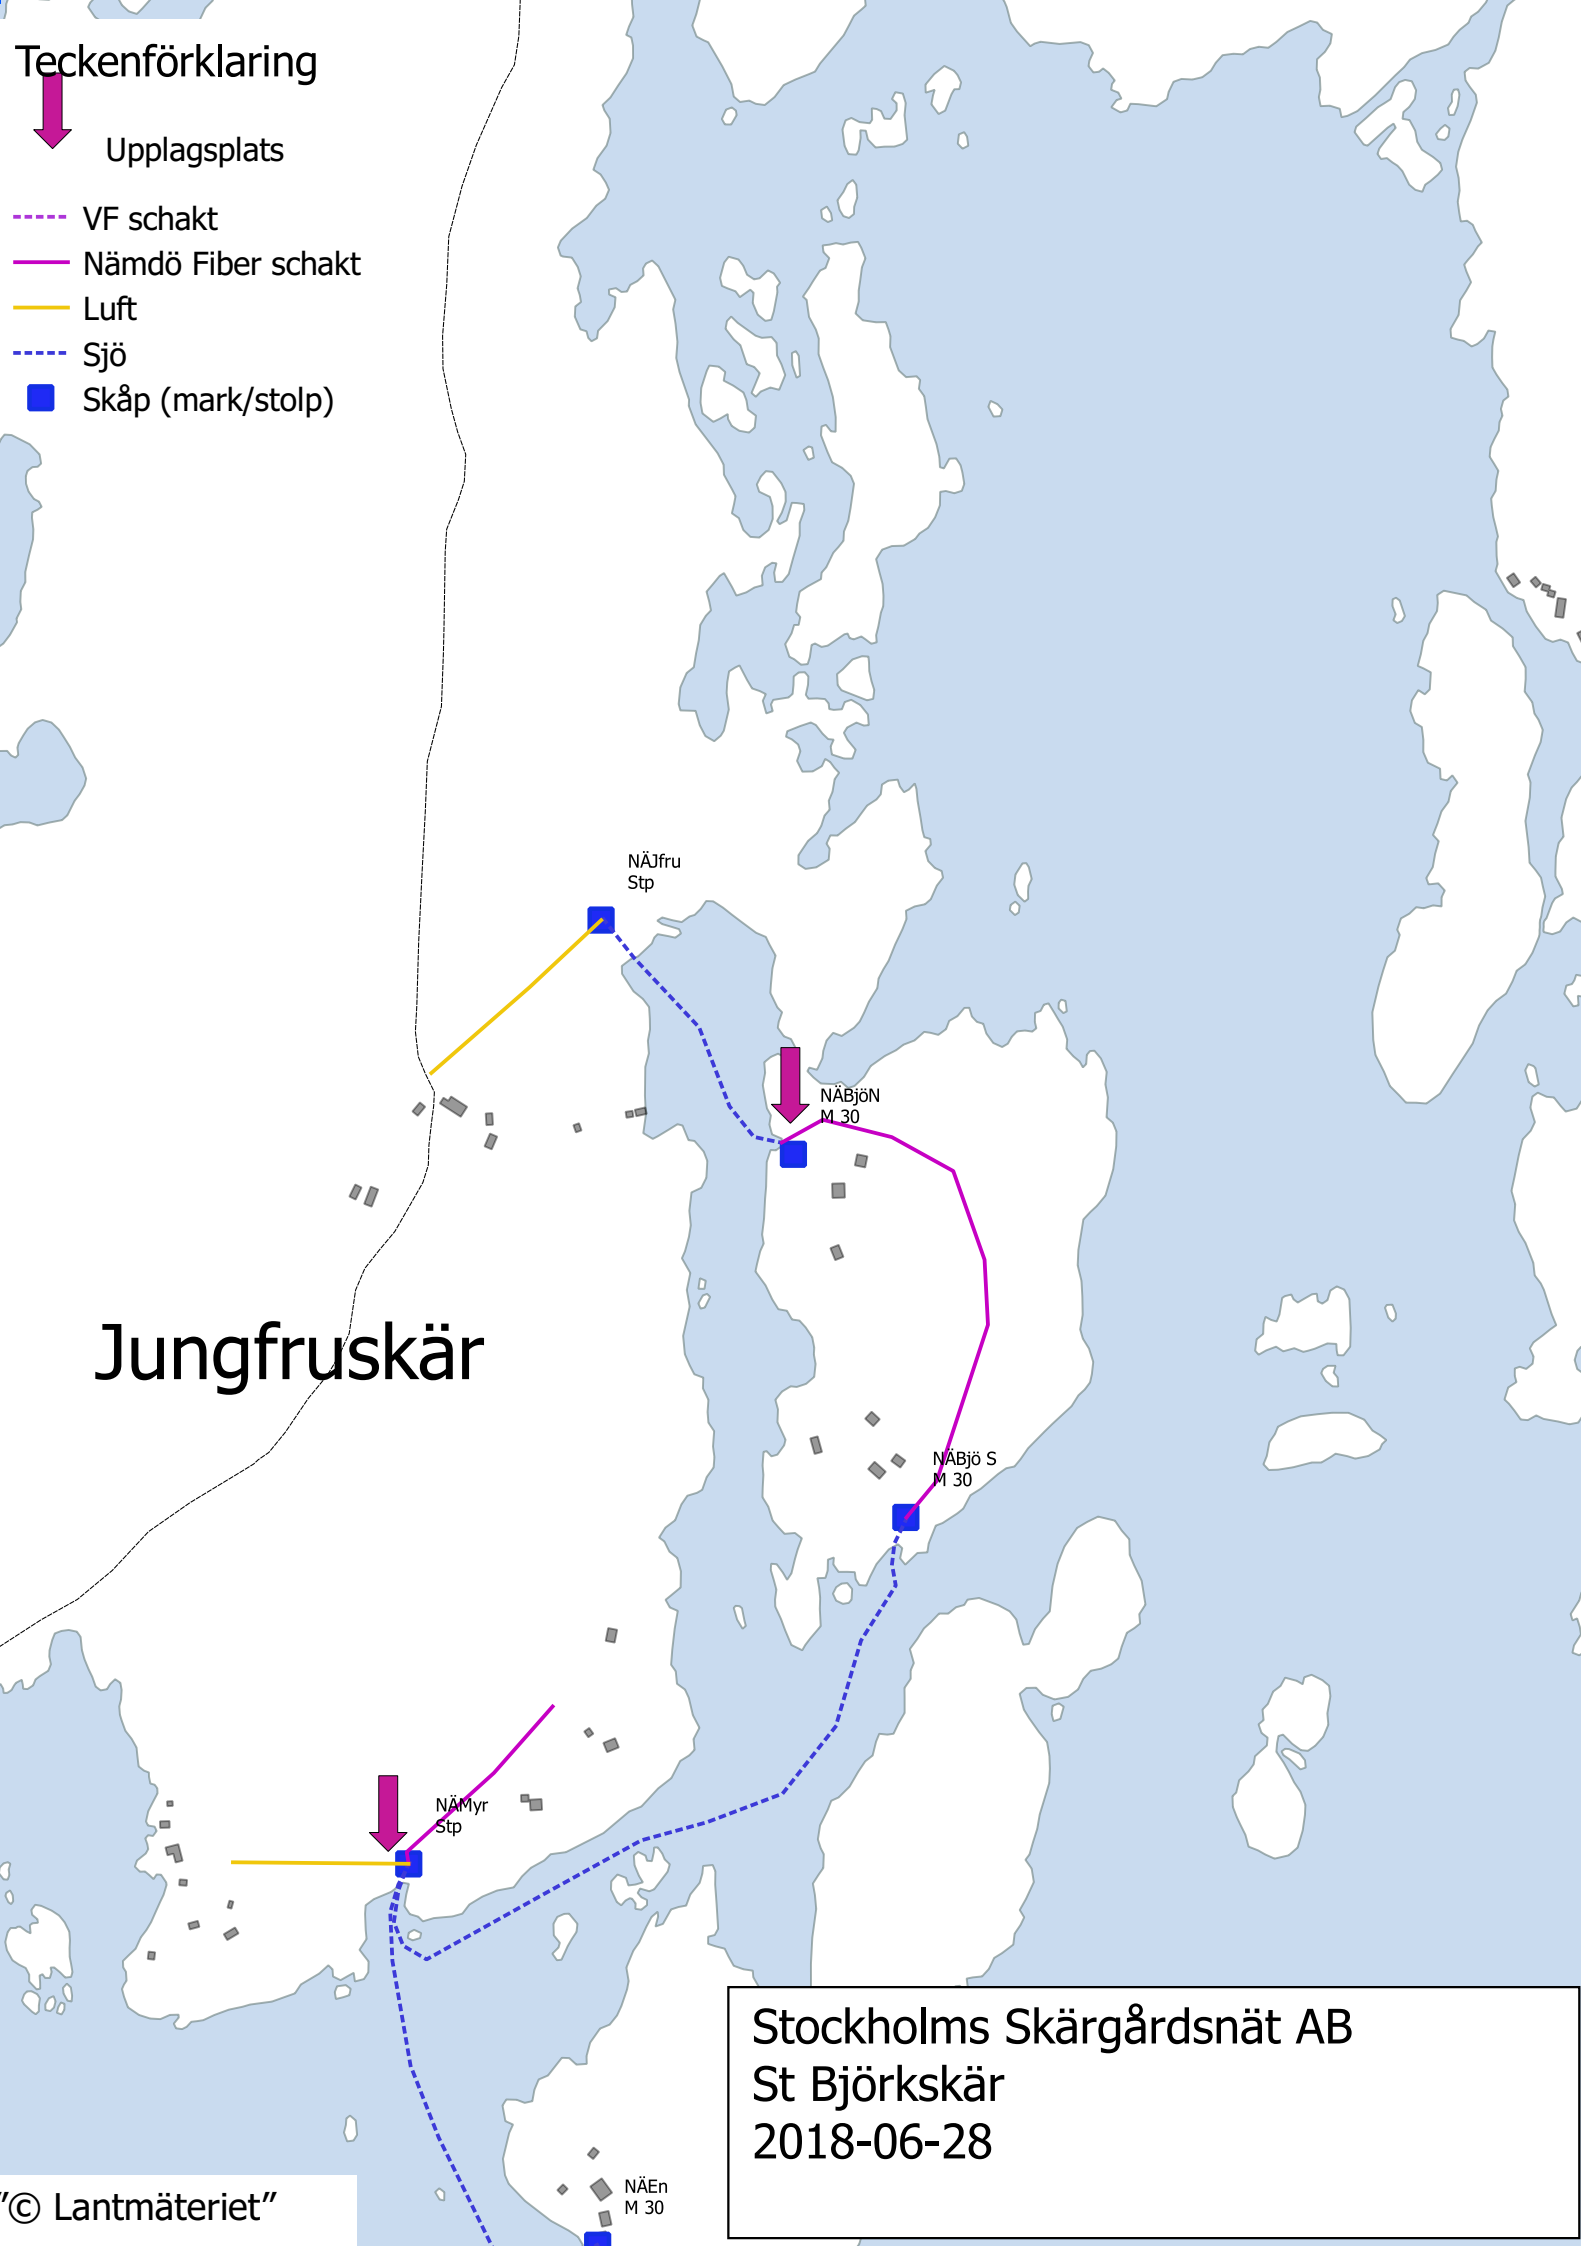 Teckenförklaring
Upplagsplats
VF schakt
Nämdö Fiber schakt
Luft
Sjö
Skåp (mark/stolp)
NÄJfru
Stp
NÄBjöN
M 30
Jungfruskär
NÄBjö S
M 30
NÄMyr
Stp
Stockholms Skärgårdsnät AB
St Björkskär
2018-06-28
NÄEn
M 30
"© Lantmäteriet"